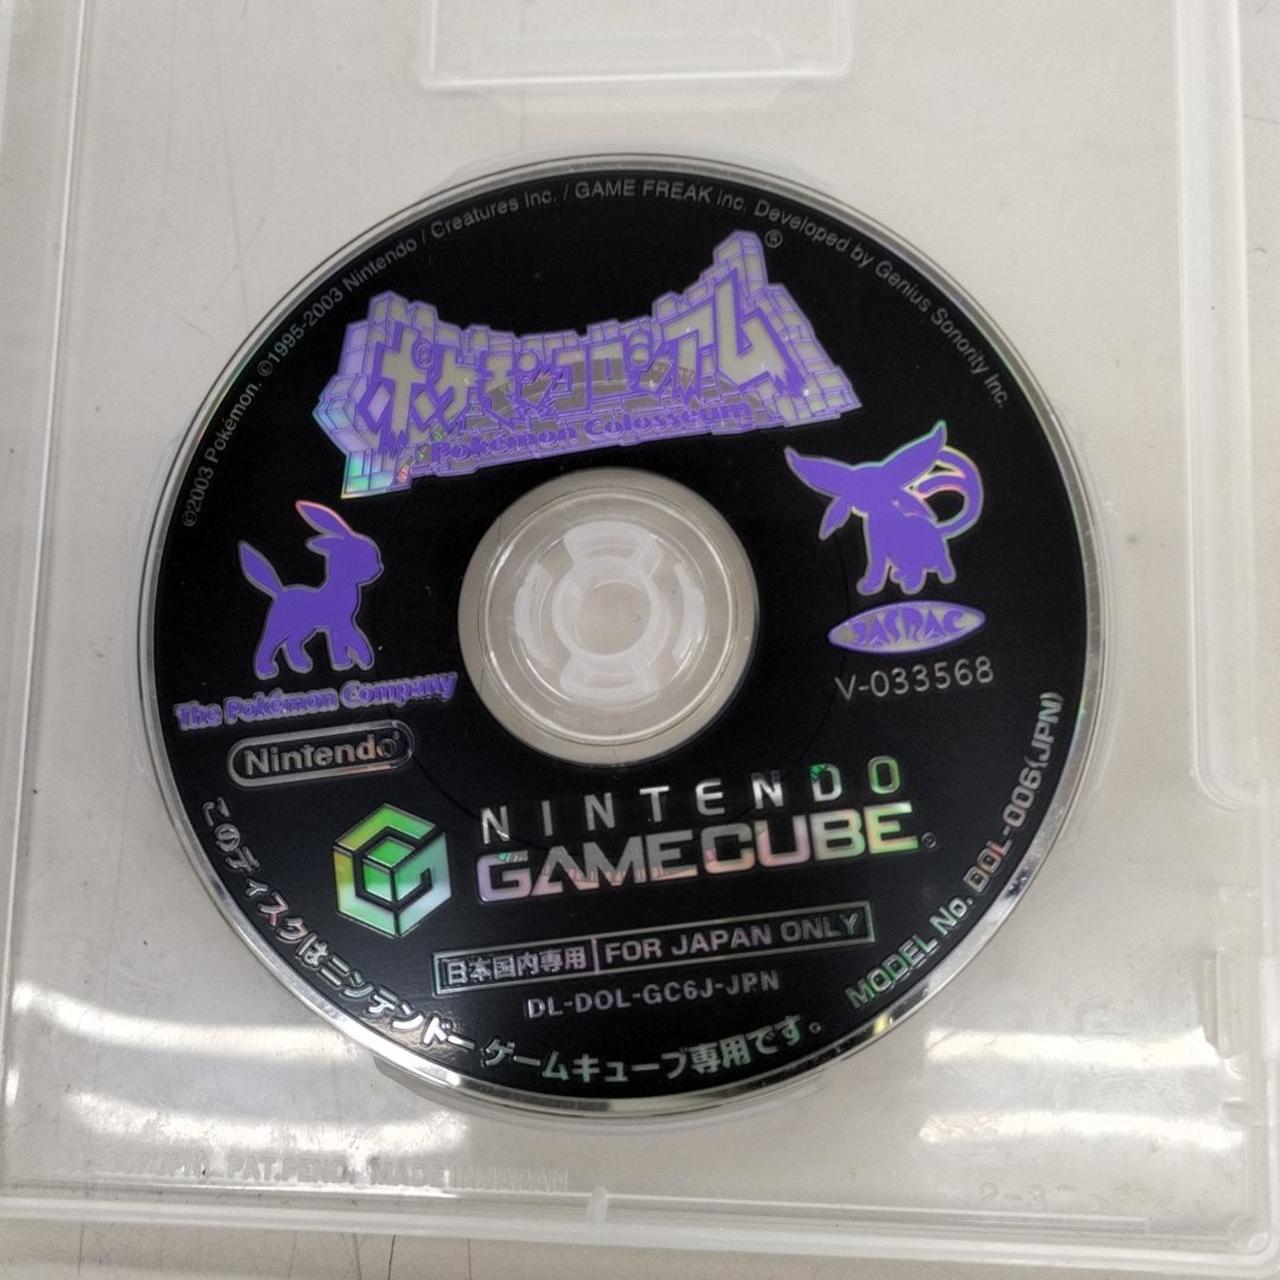 ©2003 Pokémon. ©1995-2003 Nintendo / Creatures Inc. / GAME FREAK inc. Developed by Genius Sonority Inc.
ポケモンコロシアム®
Pokémon Colosseum
The Pokémon Company
Nintendo®
JASRAC
V-033568
NINTENDO
GAMECUBE®
日本国内専用 FOR JAPAN ONLY
DL-DOL-GC6J-JPN
このディスクはニンテンドーゲームキューブ専用です。
MODEL No. DOL-006(JPN)
PAT.PEND. MADE IN JAPAN